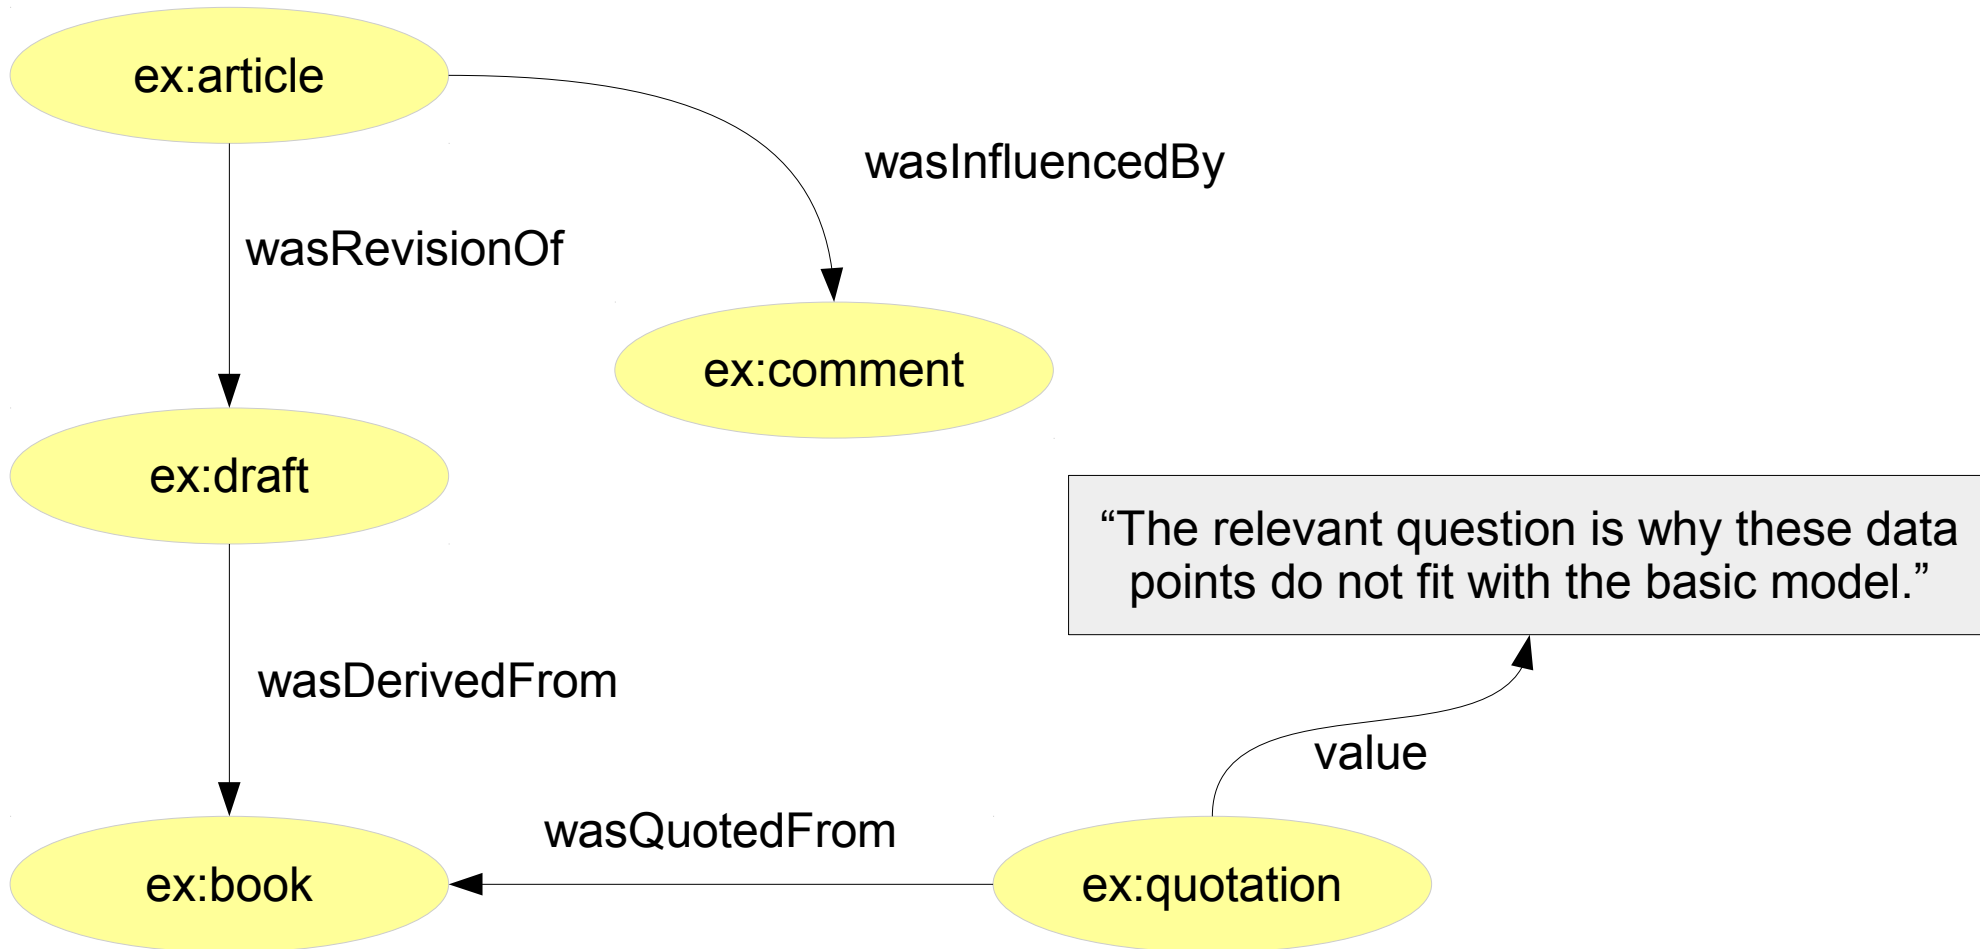 ex:article
wasInfluencedBy
wasRevisionOf
ex:comment
ex:draft
“The relevant question is why these data
points do not fit with the basic model.”
wasDerivedFrom
value
wasQuotedFrom
ex:book
ex:quotation